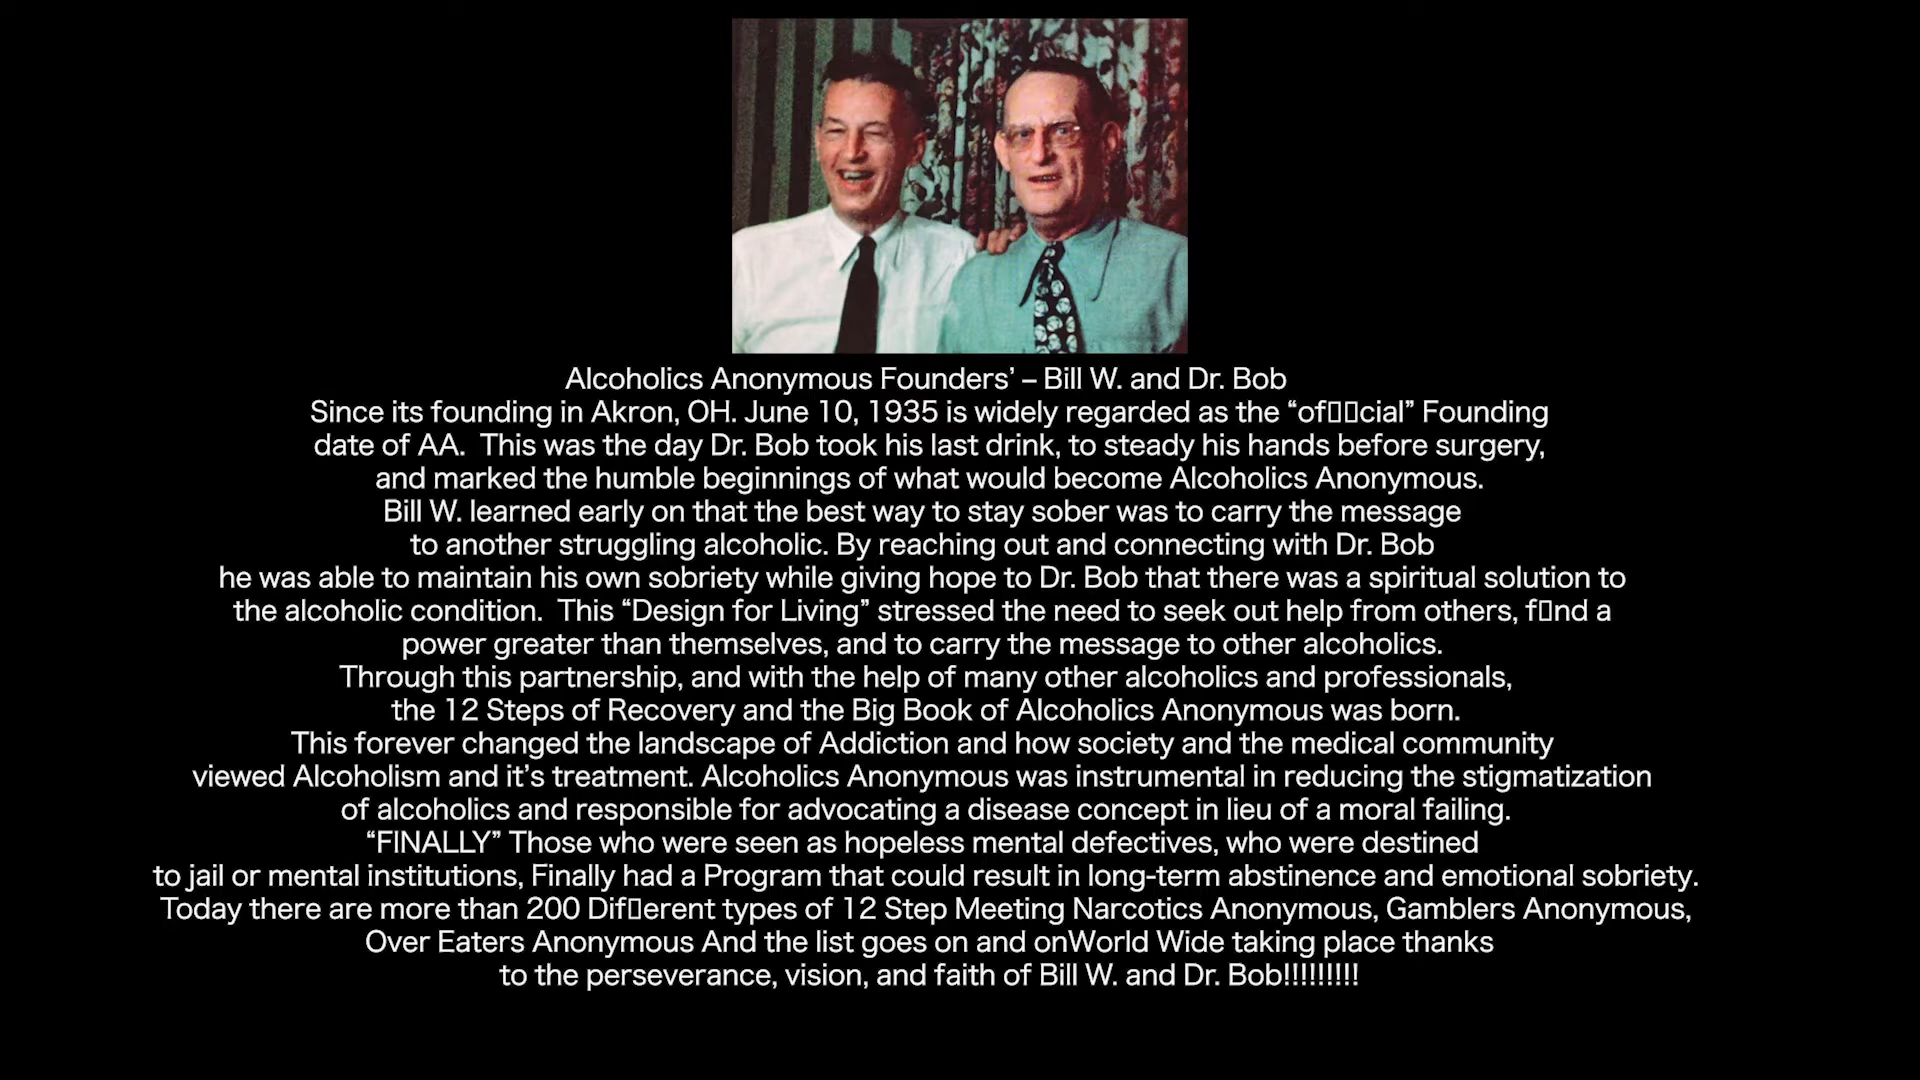 Alcoholics Anonymous Founders’ – Bill W. and Dr. Bob
Since its founding in Akron, OH. June 10, 1935 is widely regarded as the “of▯▯cial” Founding
date of AA.  This was the day Dr. Bob took his last drink, to steady his hands before surgery,
and marked the humble beginnings of what would become Alcoholics Anonymous.
Bill W. learned early on that the best way to stay sober was to carry the message
to another struggling alcoholic. By reaching out and connecting with Dr. Bob
he was able to maintain his own sobriety while giving hope to Dr. Bob that there was a spiritual solution to
the alcoholic condition.  This “Design for Living” stressed the need to seek out help from others, f▯nd a
power greater than themselves, and to carry the message to other alcoholics.
Through this partnership, and with the help of many other alcoholics and professionals,
the 12 Steps of Recovery and the Big Book of Alcoholics Anonymous was born.
This forever changed the landscape of Addiction and how society and the medical community
viewed Alcoholism and it’s treatment. Alcoholics Anonymous was instrumental in reducing the stigmatization
of alcoholics and responsible for advocating a disease concept in lieu of a moral failing.
“FINALLY” Those who were seen as hopeless mental defectives, who were destined
to jail or mental institutions, Finally had a Program that could result in long-term abstinence and emotional sobriety.
Today there are more than 200 Dif▯erent types of 12 Step Meeting Narcotics Anonymous, Gamblers Anonymous,
Over Eaters Anonymous And the list goes on and onWorld Wide taking place thanks
to the perseverance, vision, and faith of Bill W. and Dr. Bob!!!!!!!!!